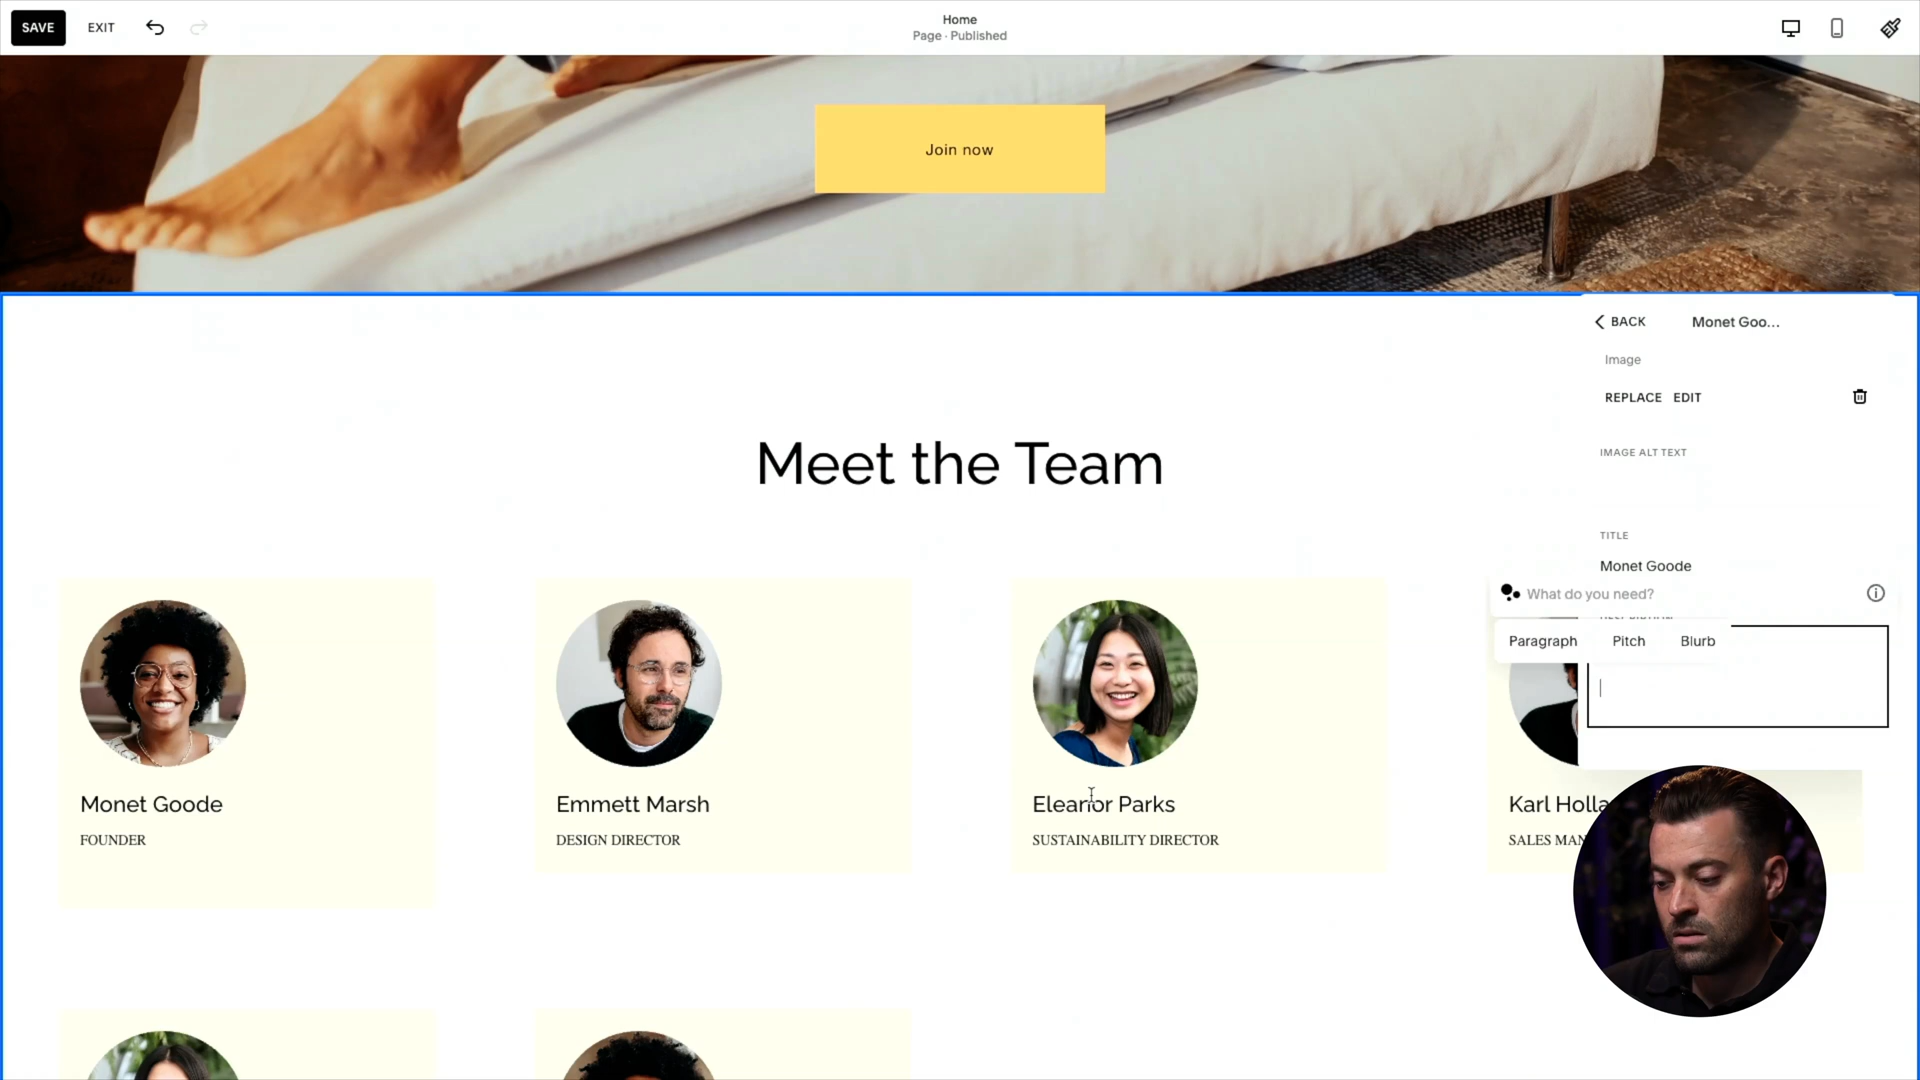 SAVE
EXIT
Home
Page · Published
Join now
BACK
Monet Goo...
Image
REPLACE
EDIT
IMAGE ALT TEXT
Meet the Team
TITLE
Monet Goode
What do you need?
Paragraph
Pitch
Blurb
Monet Goode
FOUNDER
Emmett Marsh
DESIGN DIRECTOR
Eleanor Parks
SUSTAINABILITY DIRECTOR
Karl Holla
SALES MAN